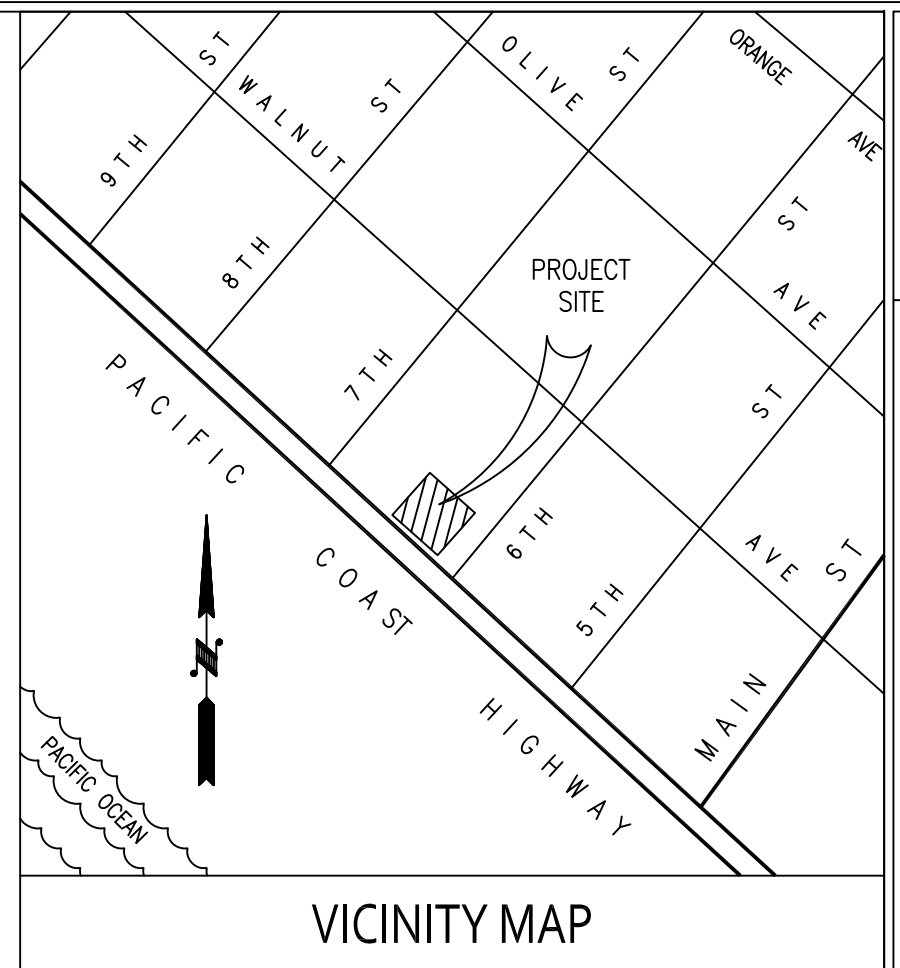 9TH ST
WALNUT AVE
8TH ST
OLIVE AVE
7TH ST
ORANGE AVE
PROJECT
SITE
6TH ST
5TH ST
MAIN ST
PACIFIC COAST HIGHWAY
N
PACIFIC OCEAN
VICINITY MAP